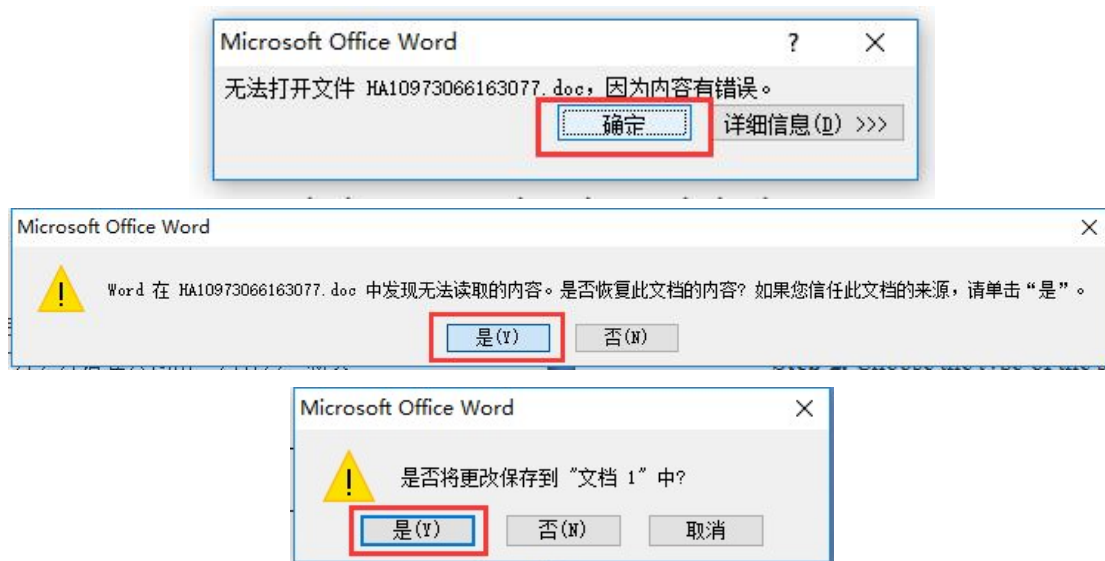 Microsoft Office Word ? ×
无法打开文件 HA10973066163077.doc，因为内容有错误。
确定 详细信息(D) >>>
Microsoft Office Word ×
Word 在 HA10973066163077.doc 中发现无法读取的内容。是否恢复此文档的内容? 如果您信任此文档的来源，请单击“是”。
是(Y) 否(N)
Microsoft Office Word ×
是否将更改保存到 "文档 1" 中?
是(Y) 否(N) 取消